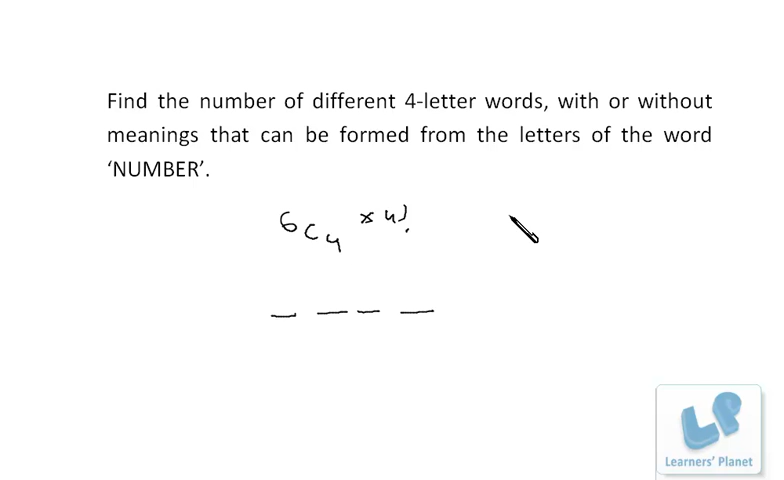 Find the number of different 4-letter words, with or without
meanings that can be formed from the letters of the word
‘NUMBER’.
6C4 × 4!
LP
Learners' Planet